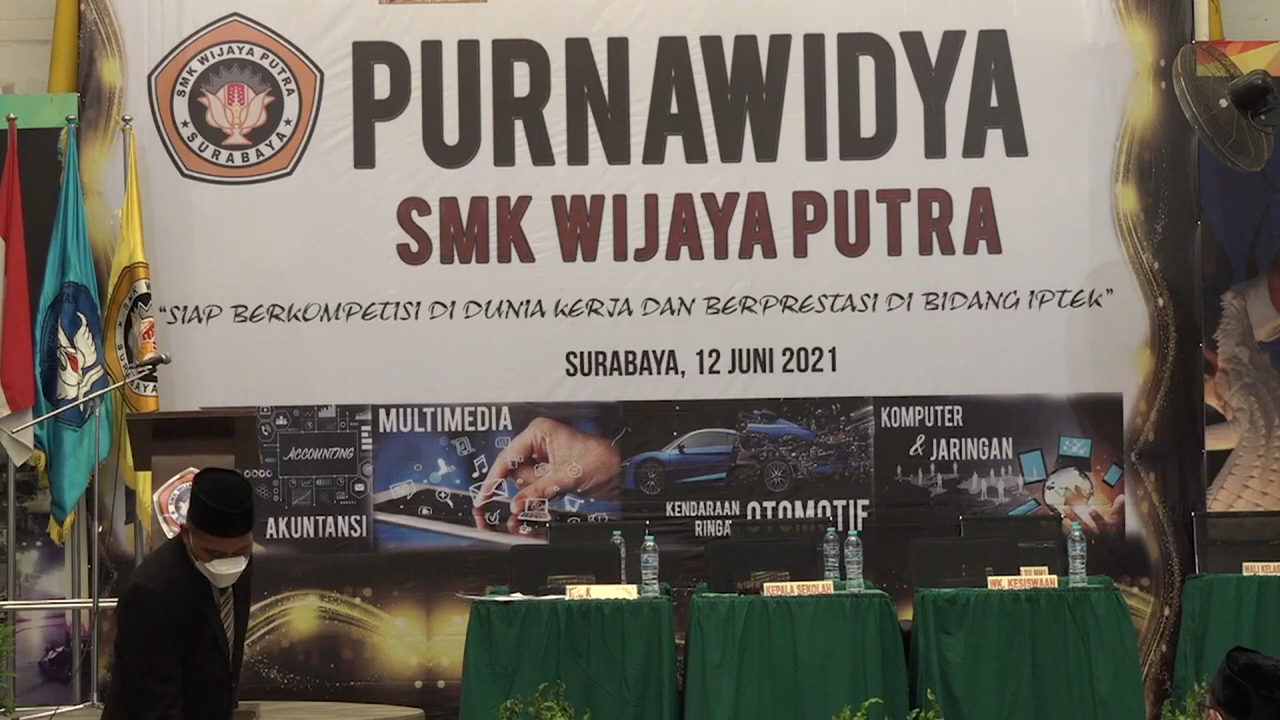 SMK WIJAYA PUTRA
SURABAYA
PURNAWIDYA
SMK WIJAYA PUTRA
"SIAP BERKOMPETISI DI DUNIA KERJA DAN BERPRESTASI DI BIDANG IPTEK"
SURABAYA, 12 JUNI 2021
ACCOUNTING
AKUNTANSI
MULTIMEDIA
KENDARAAN
RINGA
OTOMOTIF
KOMPUTER
& JARINGAN
KEPALA SEKOLAH
WK. KESISWAAN
WALI KELAS